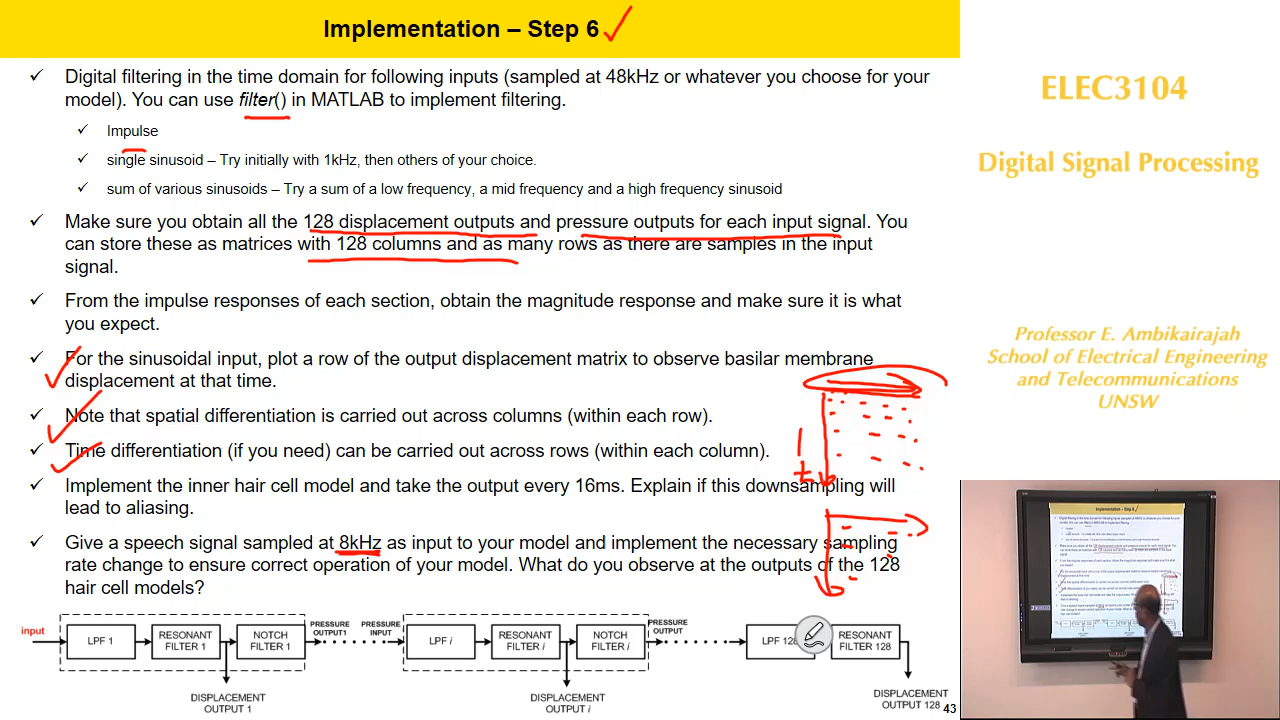 Implementation – Step 6
Digital filtering in the time domain for following inputs (sampled at 48kHz or whatever you choose for your
model). You can use filter() in MATLAB to implement filtering.
Impulse
single sinusoid – Try initially with 1kHz, then others of your choice.
sum of various sinusoids – Try a sum of a low frequency, a mid frequency and a high frequency sinusoid
Make sure you obtain all the 128 displacement outputs and pressure outputs for each input signal. You
can store these as matrices with 128 columns and as many rows as there are samples in the input
signal.
From the impulse responses of each section, obtain the magnitude response and make sure it is what
you expect.
For the sinusoidal input, plot a row of the output displacement matrix to observe basilar membrane
displacement at that time.
Note that spatial differentiation is carried out across columns (within each row).
Time differentiation (if you need) can be carried out across rows (within each column).
Implement the inner hair cell model and take the output every 16ms. Explain if this downsampling will
lead to aliasing.
Give a speech signal sampled at 8kHz as input to your model and implement the necessary sampling
rate change to ensure correct operation of your model. What do you observe at the outputs of the 128
hair cell models?
t
input
LPF 1
RESONANT
FILTER 1
NOTCH
FILTER 1
PRESSURE
OUTPUT1
PRESSURE
INPUT
LPF i
RESONANT
FILTER i
NOTCH
FILTER i
PRESSURE
OUTPUT
LPF 128
RESONANT
FILTER 128
DISPLACEMENT
OUTPUT 1
DISPLACEMENT
OUTPUT i
DISPLACEMENT
OUTPUT 128
43
ELEC3104
Digital Signal Processing
Professor E. Ambikairajah
School of Electrical Engineering
and Telecommunications
UNSW
Implementation – Step 6